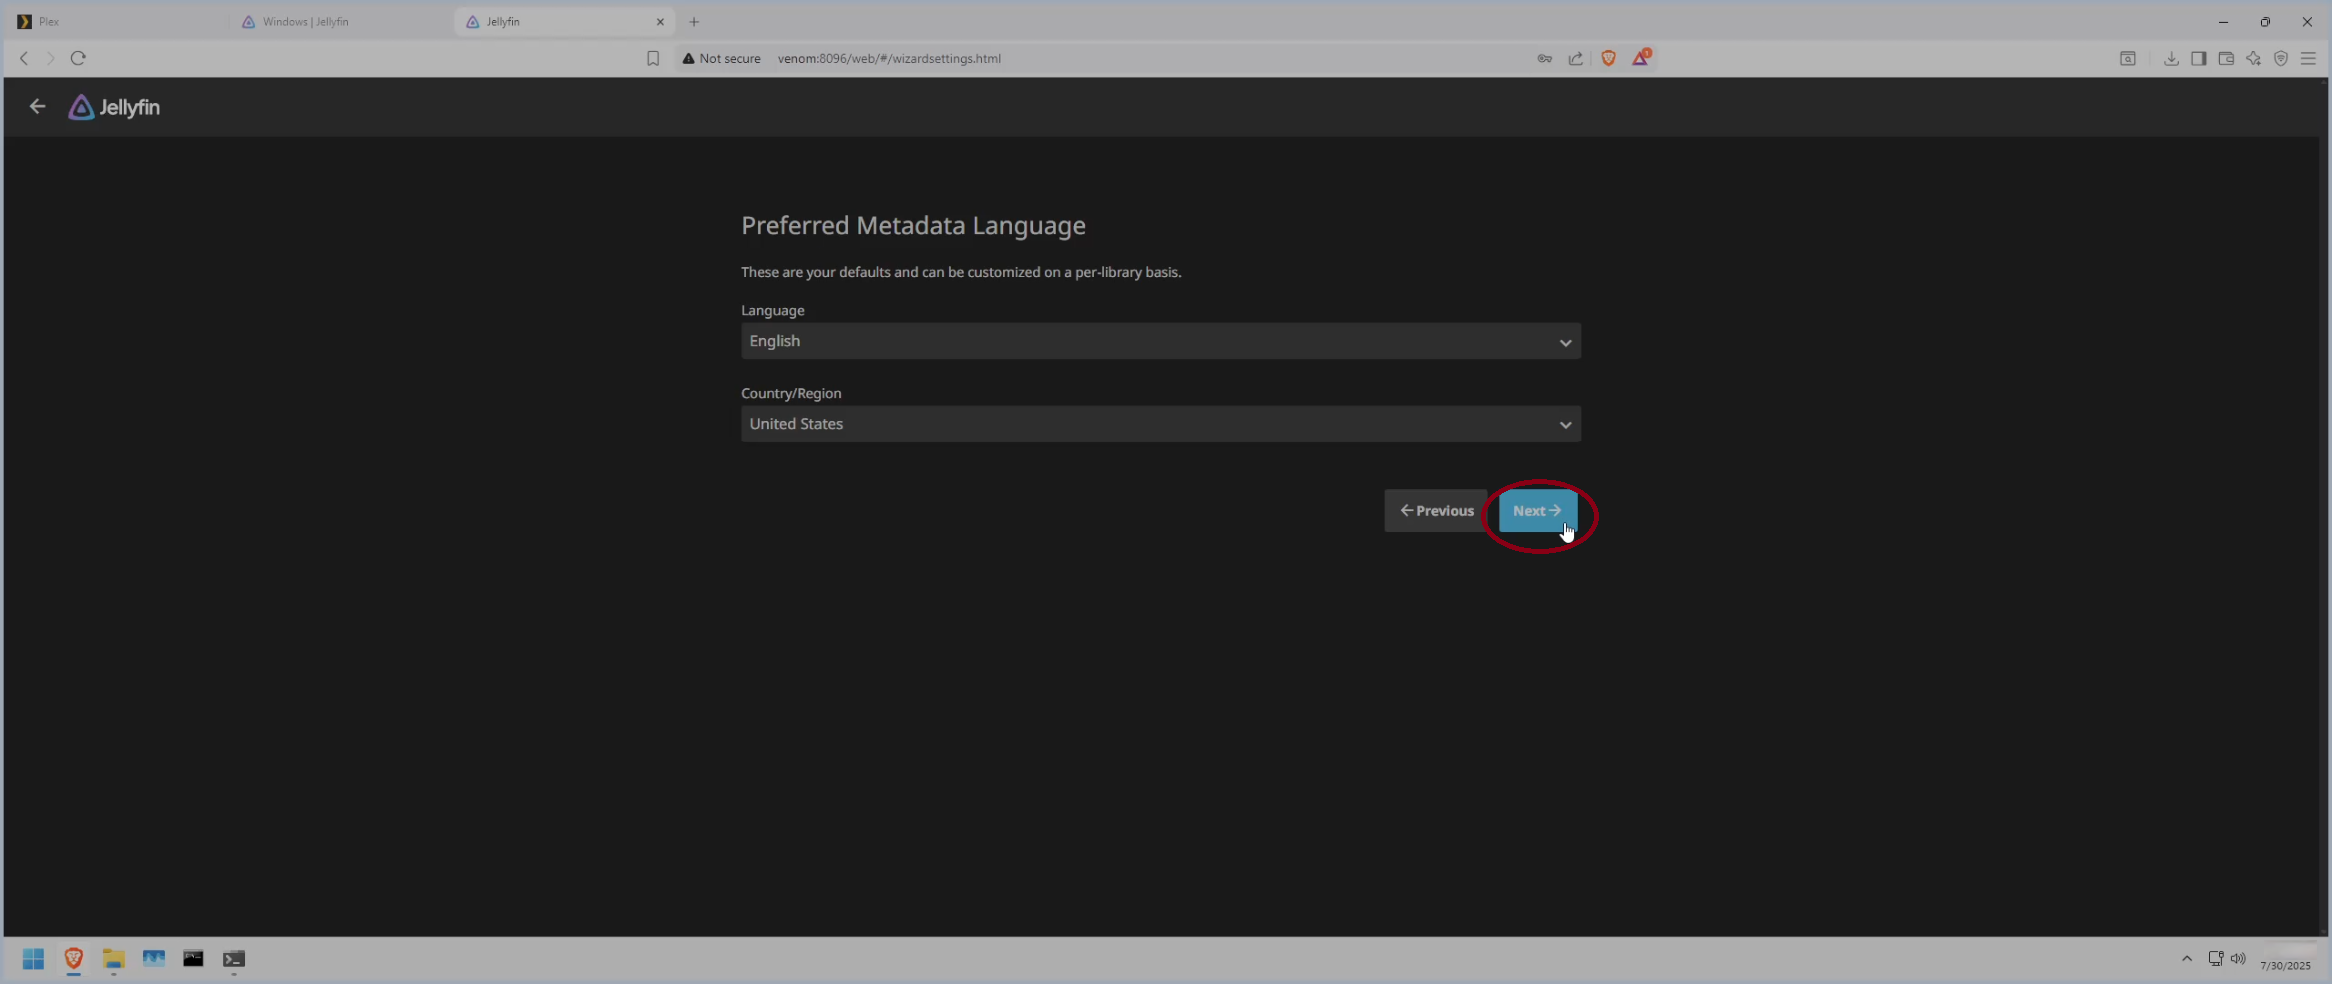 Plex
Windows | Jellyfin
Jellyfin
Not secure
venom:8096/web/#/wizardsettings.html
1
Jellyfin
Preferred Metadata Language
These are your defaults and can be customized on a per-library basis.
Language
English
Country/Region
United States
Previous
Next
7/30/2025